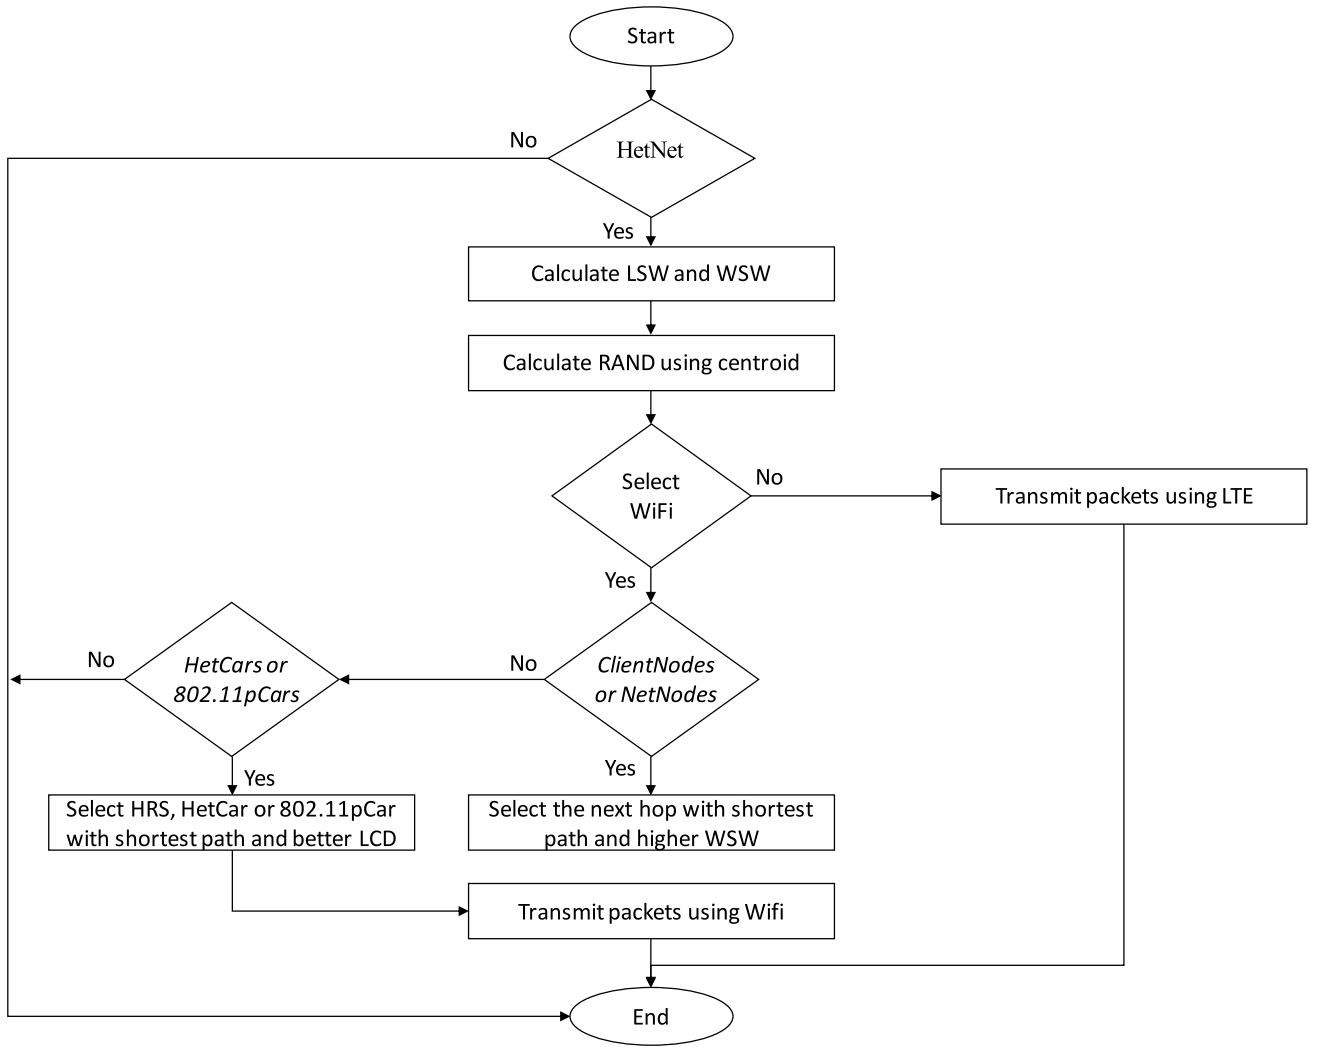 Start
No
HetNet
Yes
Calculate LSW and WSW
Calculate RAND using centroid
Select
WiFi
No
Transmit packets using LTE
Yes
No
HetCars or
802.11pCars
No
ClientNodes
or NetNodes
Yes
Yes
Select HRS, HetCar or 802.11pCar
with shortest path and better LCD
Select the next hop with shortest
path and higher WSW
Transmit packets using Wifi
End